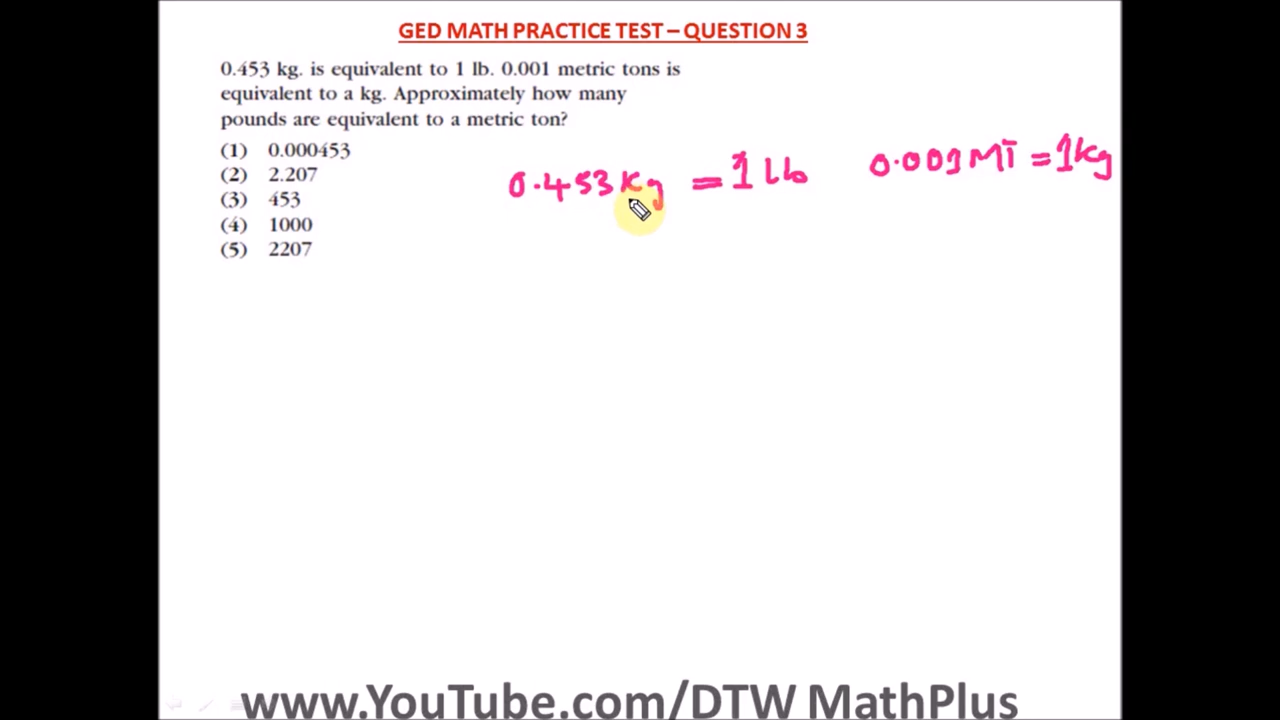 GED MATH PRACTICE TEST – QUESTION 3
0.453 kg. is equivalent to 1 lb. 0.001 metric tons is
equivalent to a kg. Approximately how many
pounds are equivalent to a metric ton?
(1) 0.000453
(2) 2.207
(3) 453
(4) 1000
(5) 2207
0.453 Kg = 1 Lb
0.001 MT = 1 kg
www.YouTube.com/DTW MathPlus